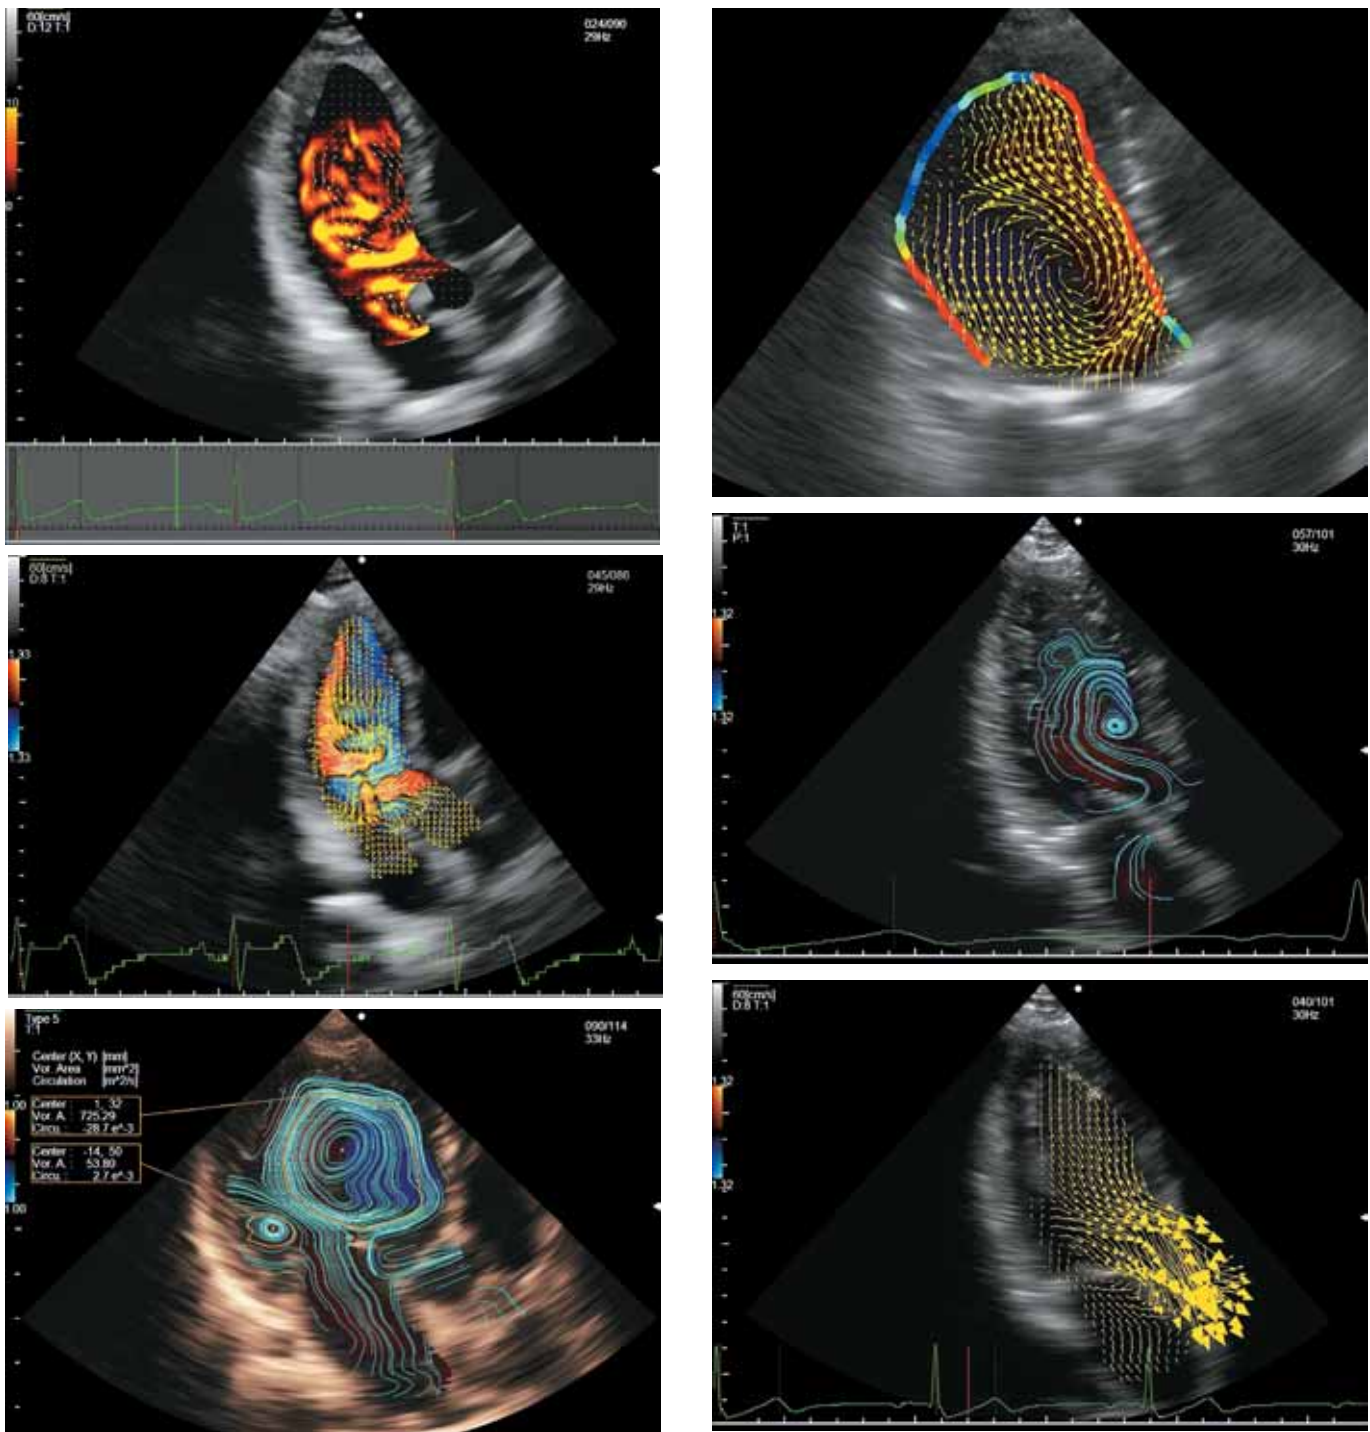 60[cm/s]
D:12 T:1
024/090
29Hz
10
60[cm/s]
D:8 T:1
045/086
29Hz
1.33
1.33
Type 5
T:1
090/114
33Hz
Center (X, Y) [mm]
Vor. Area [mm^2]
Circulation [m^2/s]
1.00
Center : 1, 32
Vor. A. : 725.29
Circu. : -28.7 e^-3
Center : -14, 50
Vor. A. : 53.80
Circu. : 2.7 e^-3
1.00
T:1
P:1
057/101
30Hz
1.32
1.32
60[cm/s]
D:8 T:1
040/101
30Hz
1.32
1.32